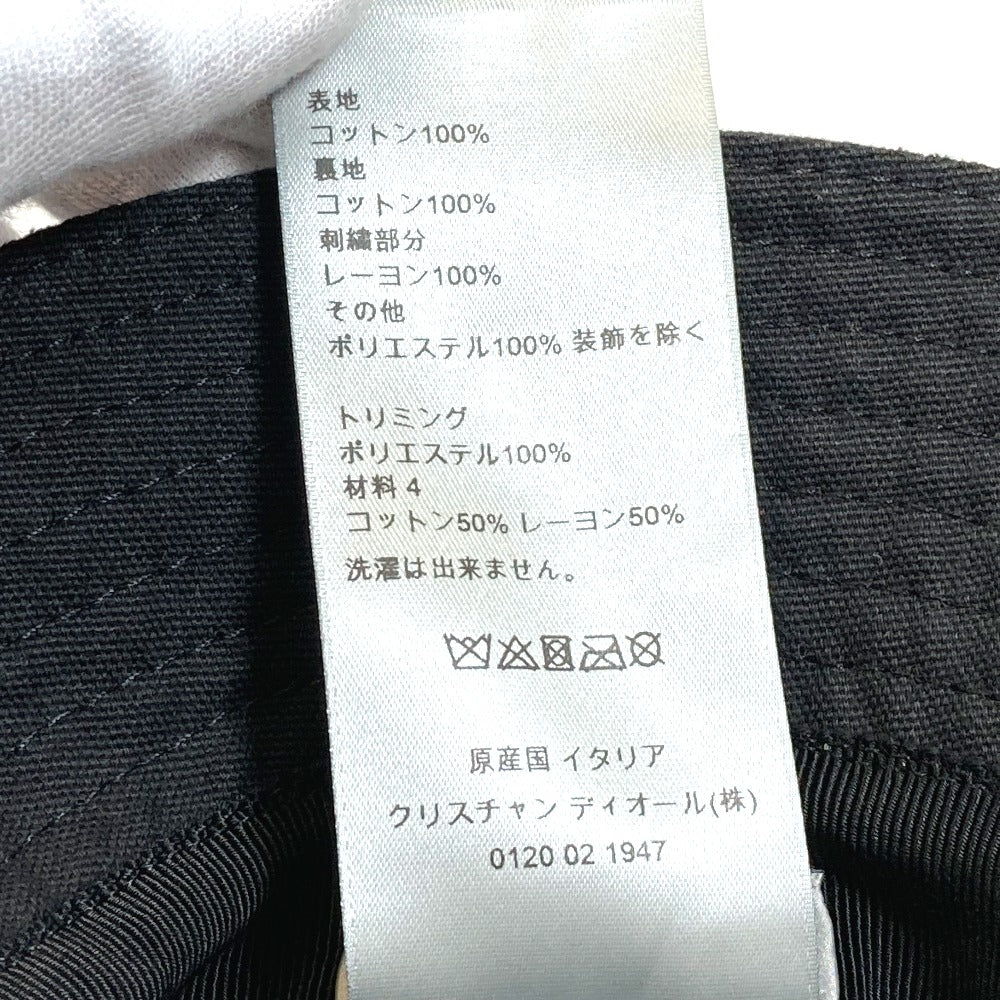 表地
コットン100%
裏地
コットン100%
刺繍部分
レーヨン100%
その他
ポリエステル100% 装飾を除く
トリミング
ポリエステル100%
材料 4
コットン50% レーヨン50%
洗濯は出来ません。
原産国 イタリア
クリスチャン ディオール(株)
0120 02 1947